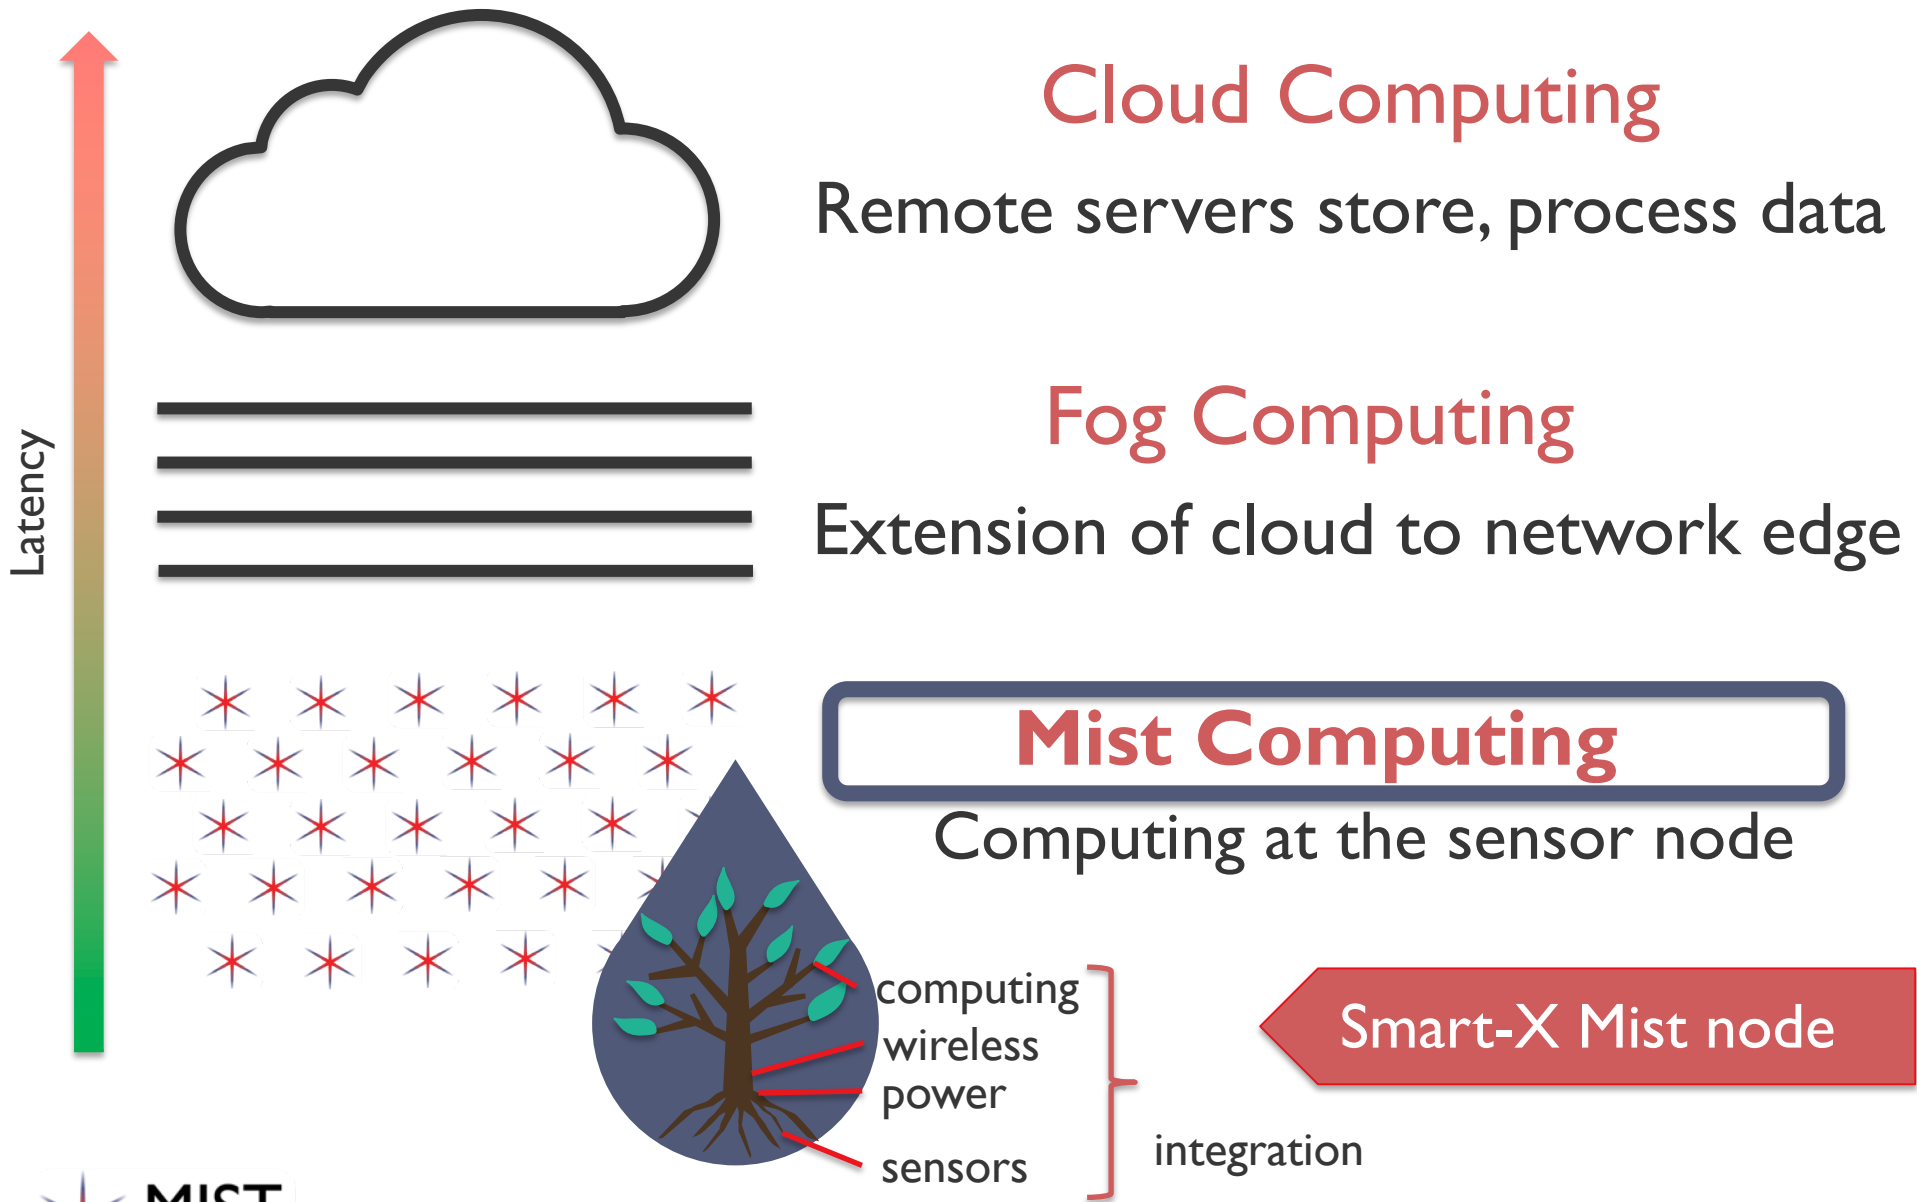 Cloud Computing
Remote servers store, process data
Latency
Fog Computing
Extension of cloud to network edge
Mist Computing
Computing at the sensor node
computing
wireless
power
sensors
integration
Smart-X Mist node
MIST